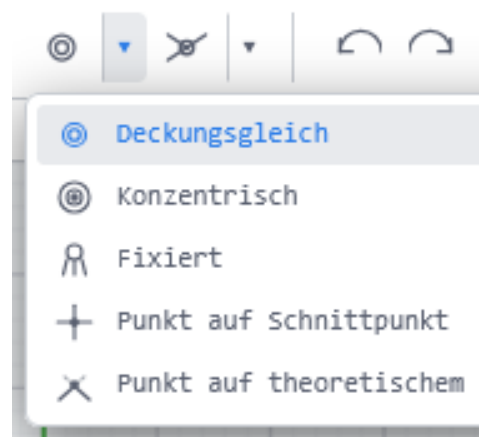 Deckungsgleich
Konzentrisch
Fixiert
Punkt auf Schnittpunkt
Punkt auf theoretischem